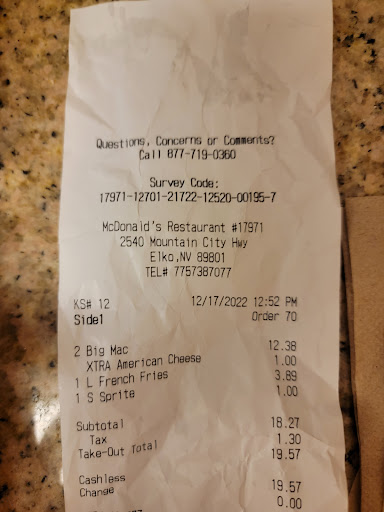 Questions, Concerns or Comments?
Call 877-719-0360
Survey Code:
17971-12701-21722-12520-00195-7
McDonald's Restaurant #17971
2540 Mountain City Hwy
Elko,NV 89801
TEL# 7757387077
KS# 12 12/17/2022 12:52 PM
Side1 Order 70
2 Big Mac 12.38
XTRA American Cheese 1.00
1 L French Fries 3.89
1 S Sprite 1.00
Subtotal 18.27
Tax 1.30
Take-Out Total 19.57
Cashless 19.57
Change 0.00